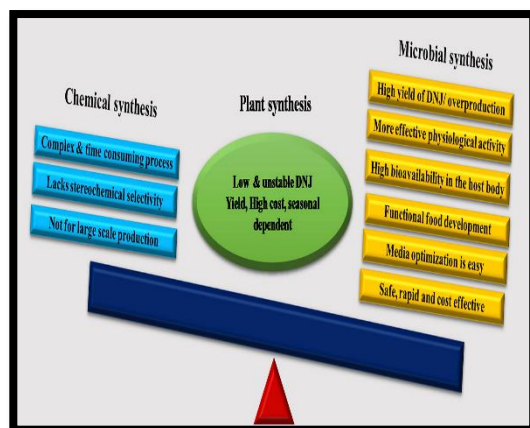 Chemical synthesis
Complex & time consuming process
Lacks stereochemical selectivity
Not for large scale production
Plant synthesis
Low & unstable DNJ
Yield, High cost, seasonal
dependent
Microbial synthesis
High yield of DNJ/ overproduction
More effective physiological activity
High bioavailability in the host body
Functional food development
Media optimization is easy
Safe, rapid and cost effective